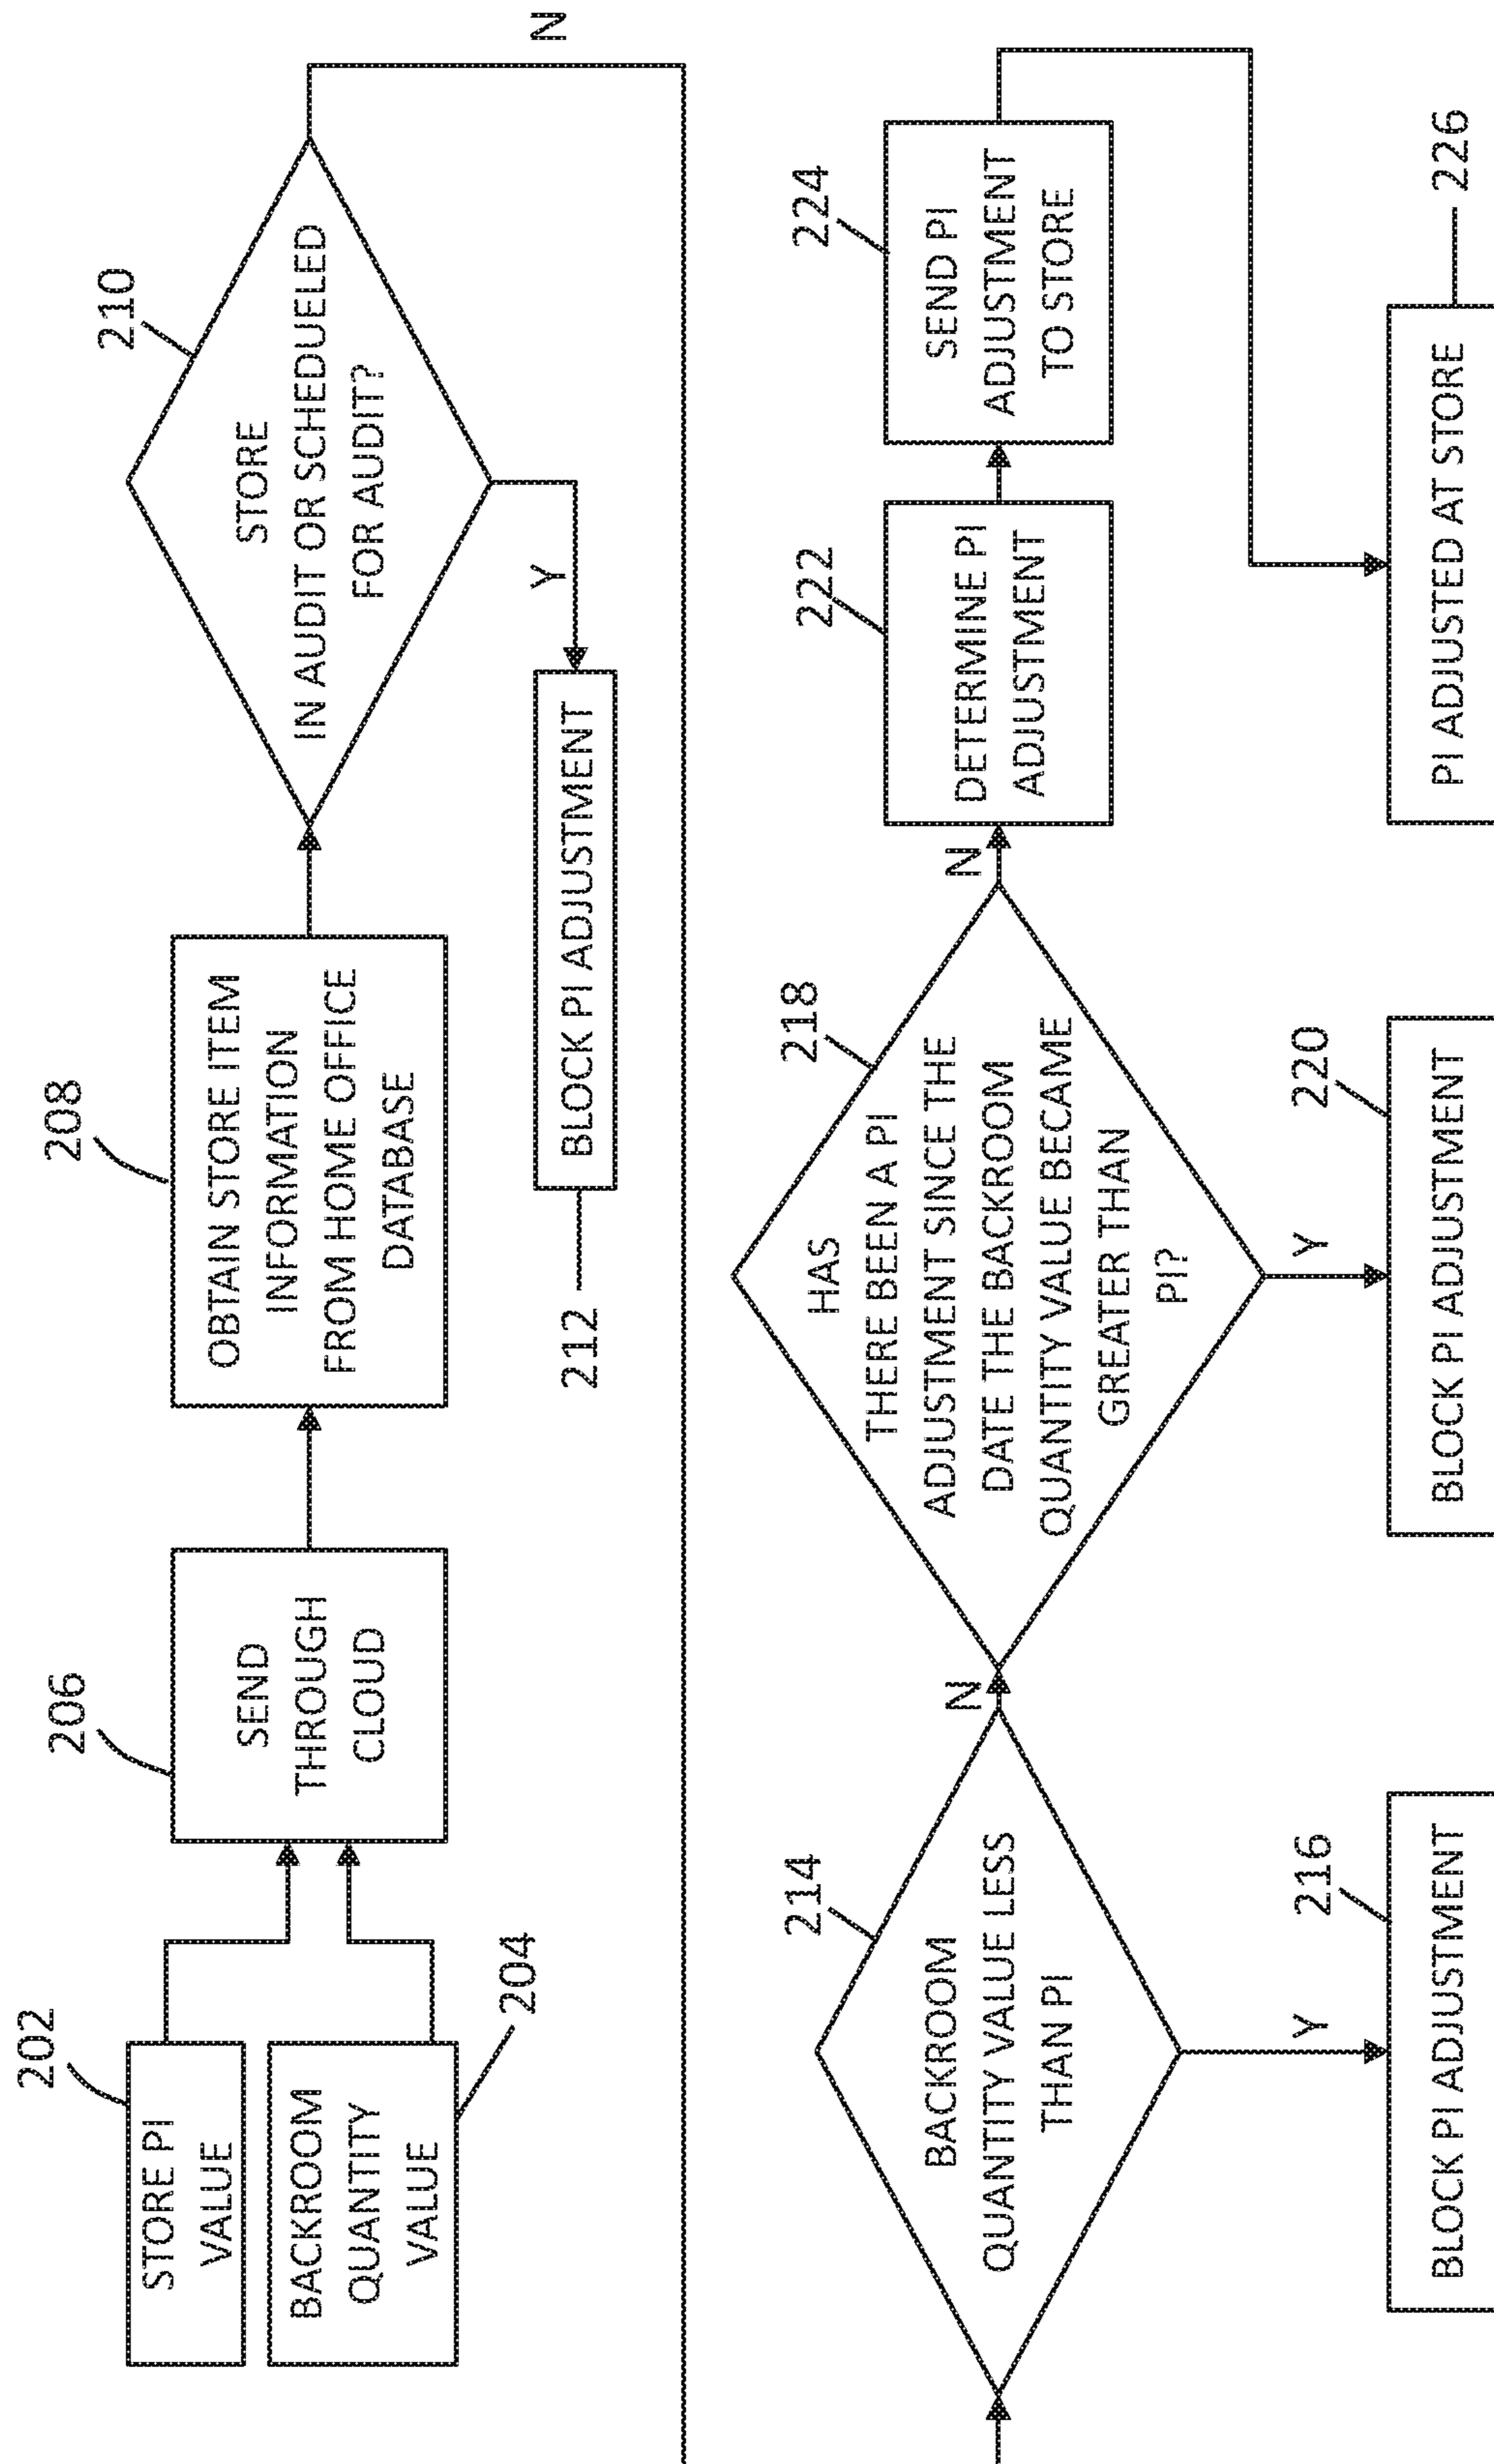 202
STORE PI
VALUE
BACKROOM
QUANTITY
VALUE
204
206
SEND
THROUGH
CLOUD
208
OBTAIN STORE ITEM
INFORMATION
FROM HOME OFFICE
DATABASE
210
STORE
IN AUDIT OR SCHEDUELED
FOR AUDIT?
Y
N
212
BLOCK PI ADJUSTMENT
214
BACKROOM
QUANTITY VALUE LESS
THAN PI
Y
N
216
BLOCK PI ADJUSTMENT
218
HAS
THERE BEEN A PI
ADJUSTMENT SINCE THE
DATE THE BACKROOM
QUANTITY VALUE BECAME
GREATER THAN
PI?
Y
N
220
BLOCK PI ADJUSTMENT
222
DETERMINE PI
ADJUSTMENT
224
SEND PI
ADJUSTMENT
TO STORE
PI ADJUSTED AT STORE
226